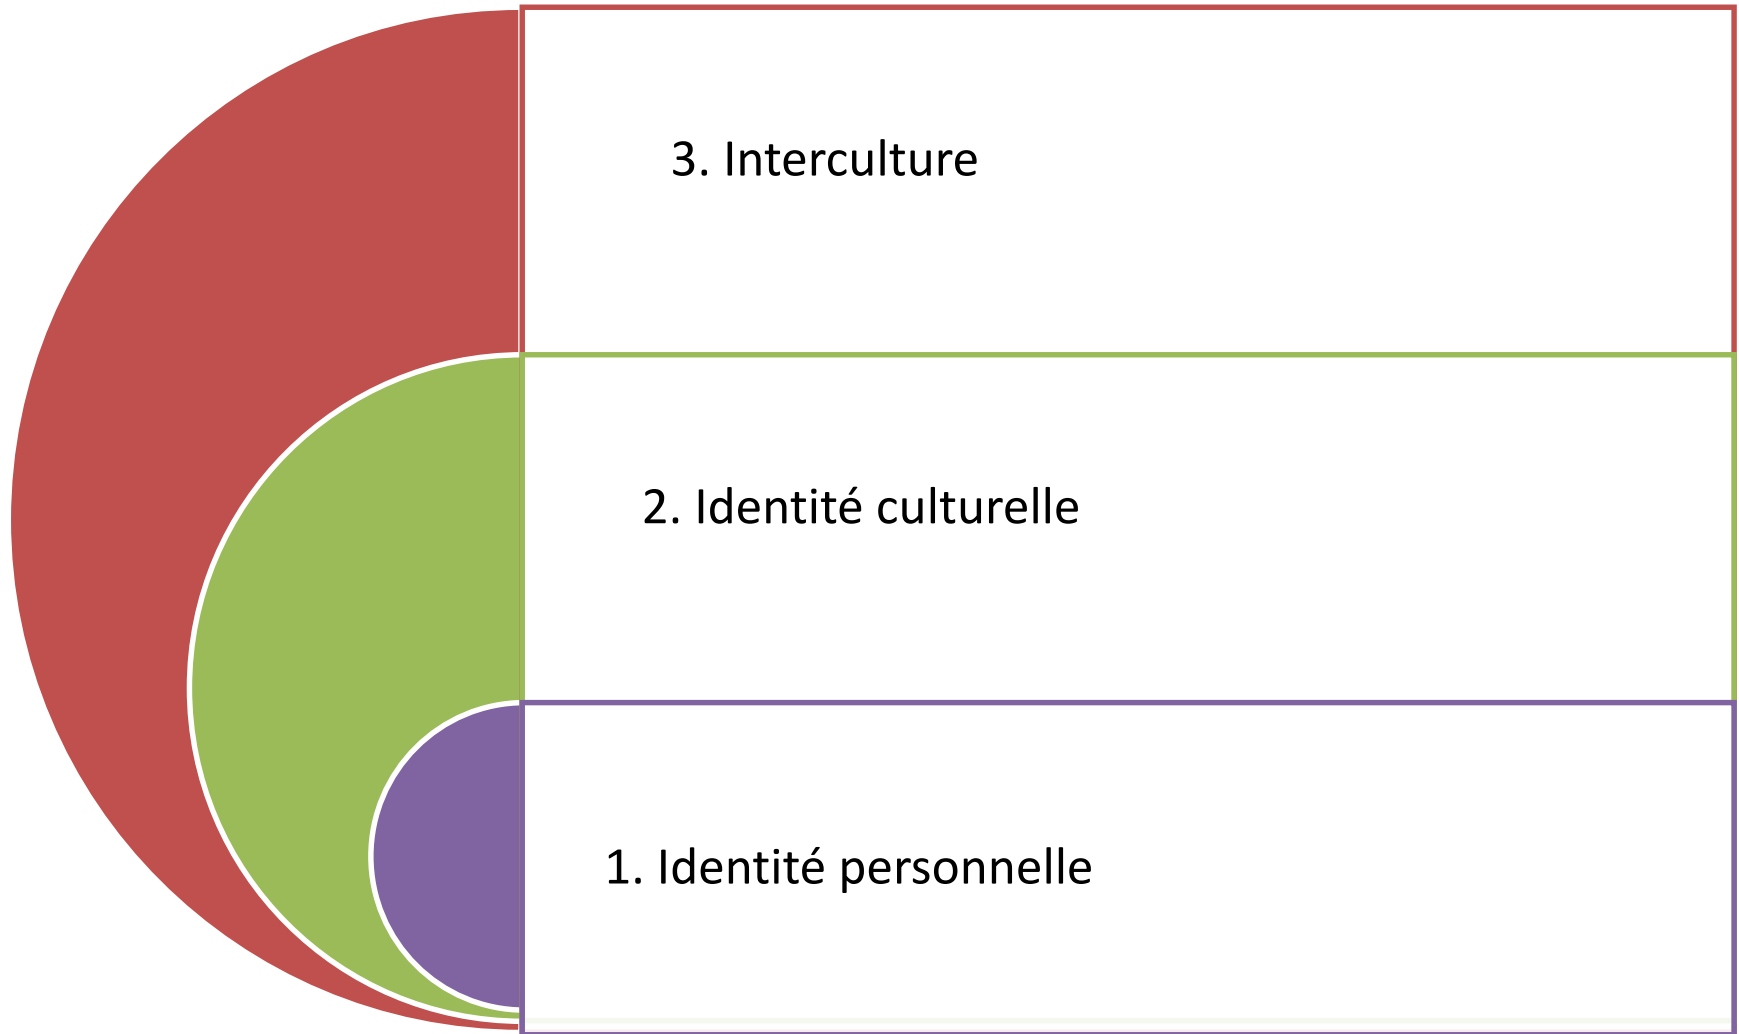 3. Interculture
2. Identité culturelle
1. Identité personnelle